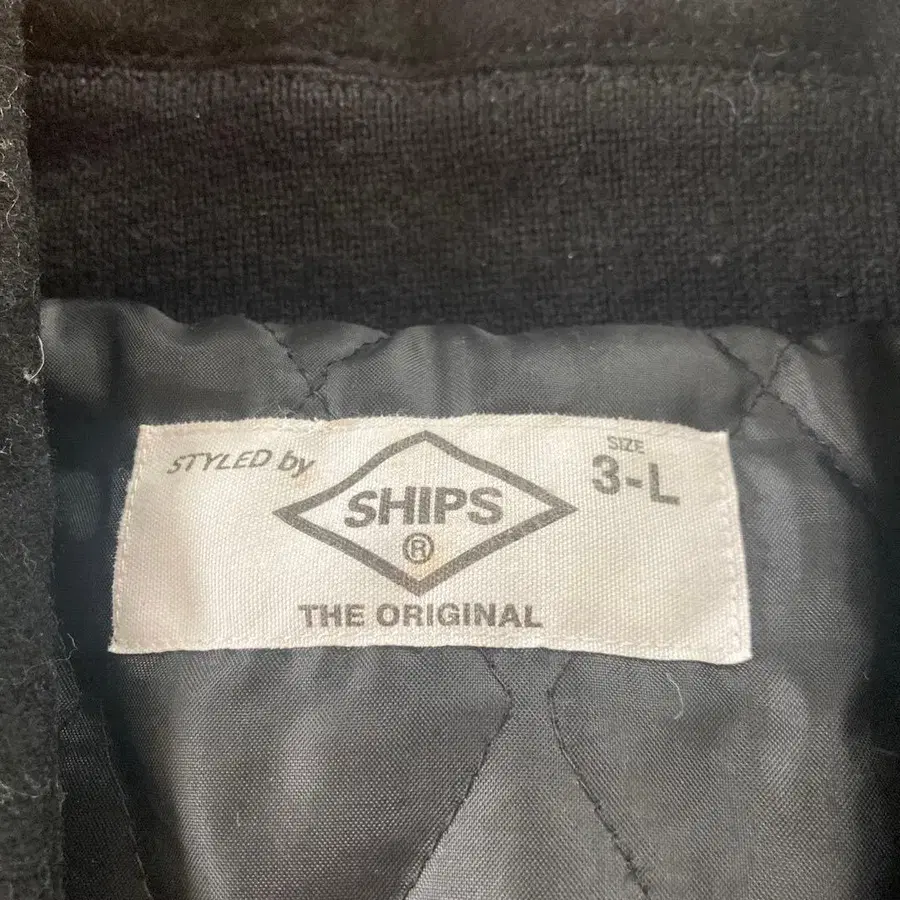 STYLED by
SHIPS
®
THE ORIGINAL
SIZE
3-L